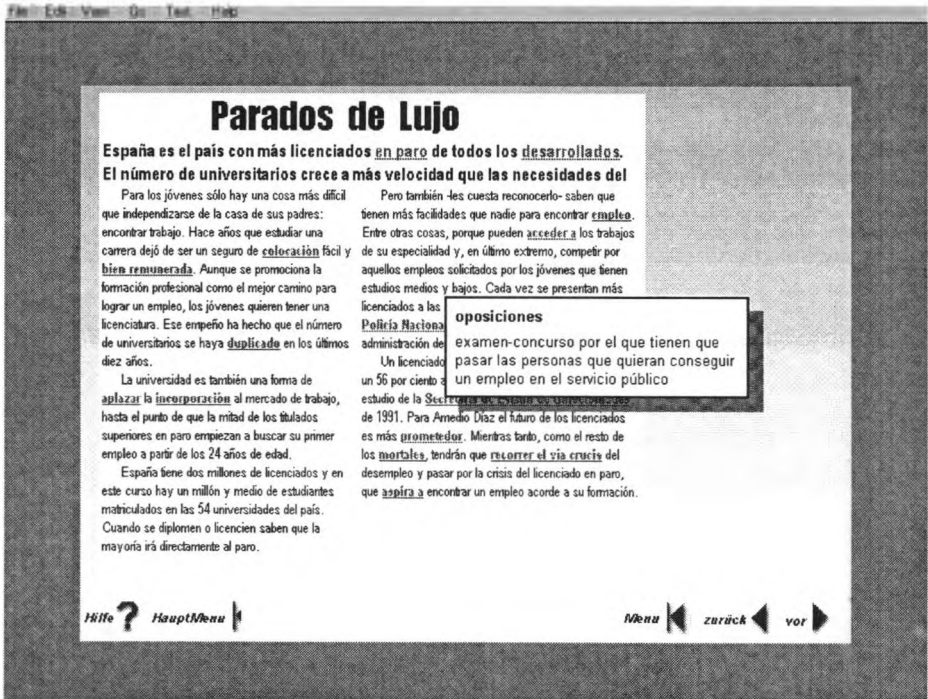 File Edit View Go Text Help
Parados de Lujo
España es el país con más licenciados en paro de todos los desarrollados.
El número de universitarios crece a más velocidad que las necesidades del
Para los jóvenes sólo hay una cosa más difícil
que independizarse de la casa de sus padres:
encontrar trabajo. Hace años que estudiar una
carrera dejó de ser un seguro de colocación fácil y
bien remunerada. Aunque se promociona la
formación profesional como el mejor camino para
lograr un empleo, los jóvenes quieren tener una
licenciatura. Ese empeño ha hecho que el número
de universitarios se haya duplicado en los últimos
diez años.
La universidad es también una forma de
aplazar la incorporación al mercado de trabajo,
hasta el punto de que la mitad de los titulados
superiores en paro empiezan a buscar su primer
empleo a partir de los 24 años de edad.
España tiene dos millones de licenciados y en
este curso hay un millón y medio de estudiantes
matriculados en las 54 universidades del país.
Cuando se diplomen o licencien saben que la
mayoría irá directamente al paro.
Pero también -les cuesta reconocerlo- saben que
tienen más facilidades que nadie para encontrar empleo.
Entre otras cosas, porque pueden acceder a los trabajos
de su especialidad y, en último extremo, competir por
aquellos empleos solicitados por los jóvenes que tienen
estudios medios y bajos. Cada vez se presentan más
licenciados a las
Policía Naciona
administración de
Un licenciado
un 56 por ciento a
estudio de la
de 1991. Para Amedio Díaz el futuro de los licenciados
es más prometedor. Mientras tanto, como el resto de
los mortales, tendrán que recorrer el vía crucis del
desempleo y pasar por la crisis del licenciado en paro,
que aspira a encontrar un empleo acorde a su formación.
oposiciones
examen-concurso por el que tienen que
pasar las personas que quieran conseguir
un empleo en el servicio público
Hilfe ? HauptMenu Menu zurück vor